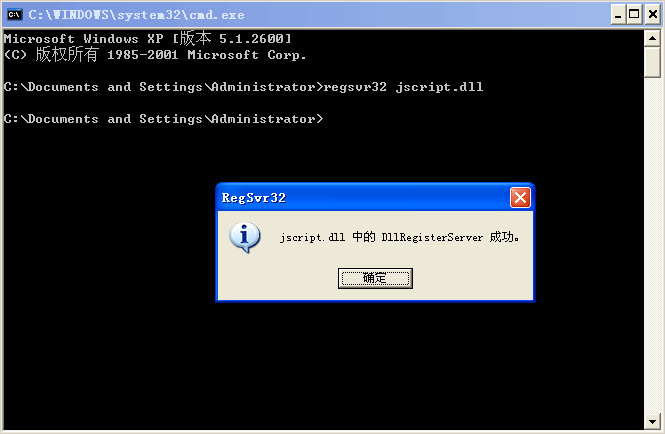 C:\WINDOWS\system32\cmd.exe
Microsoft Windows XP [版本 5.1.2600]
(C) 版权所有 1985-2001 Microsoft Corp.
C:\Documents and Settings\Administrator>regsvr32 jscript.dll
C:\Documents and Settings\Administrator>
RegSvr32
jscript.dll 中的 DllRegisterServer 成功。
确定